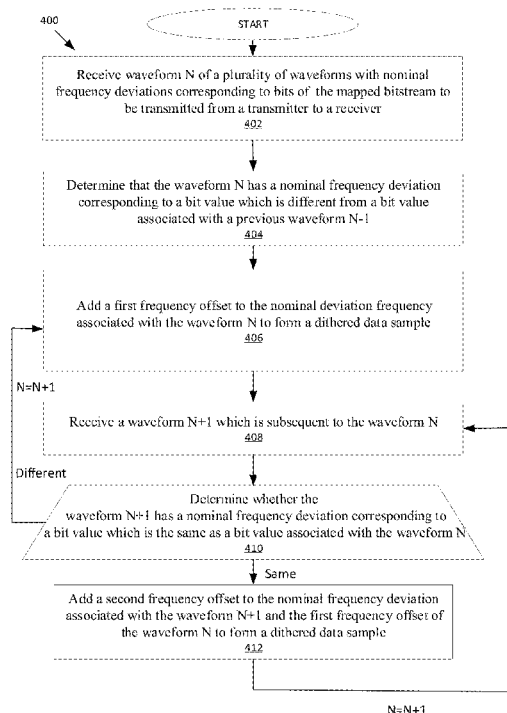 400
START
Receive waveform N of a plurality of waveforms with nominal
frequency deviations corresponding to bits of the mapped bitstream to
be transmitted from a transmitter to a receiver
402
Determine that the waveform N has a nominal frequency deviation
corresponding to a bit value which is different from a bit value
associated with a previous waveform N-1
404
Add a first frequency offset to the nominal deviation frequency
associated with the waveform N to form a dithered data sample
406
N=N+1
Receive a waveform N+1 which is subsequent to the waveform N
408
Different
Determine whether the
waveform N+1 has a nominal frequency deviation corresponding to
a bit value which is the same as a bit value associated with the waveform N
410
Same
Add a second frequency offset to the nominal frequency deviation
associated with the waveform N+1 and the first frequency offset of
the waveform N to form a dithered data sample
412
N=N+1